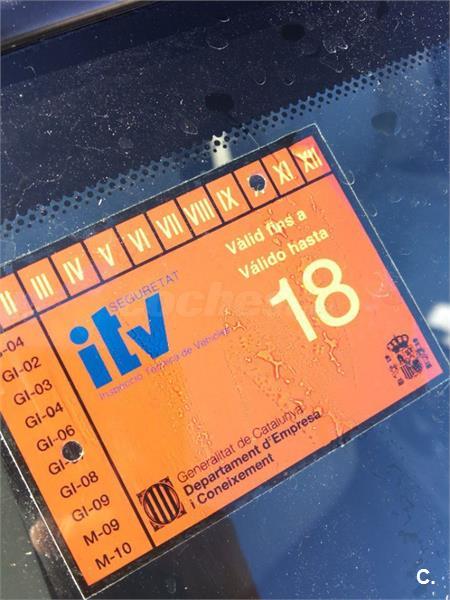 II III IV V VI VII VIII IX XI XII
SEGURETAT
itv
Inspecció Tècnica de Vehicles
Vàlid fins a
Válido hasta
18
-04
GI-02
GI-03
GI-04
GI-06
GI-
GI-08
GI-09
M-09
M-10
Generalitat de Catalunya
Departament d'Empresa
i Coneixement
C.